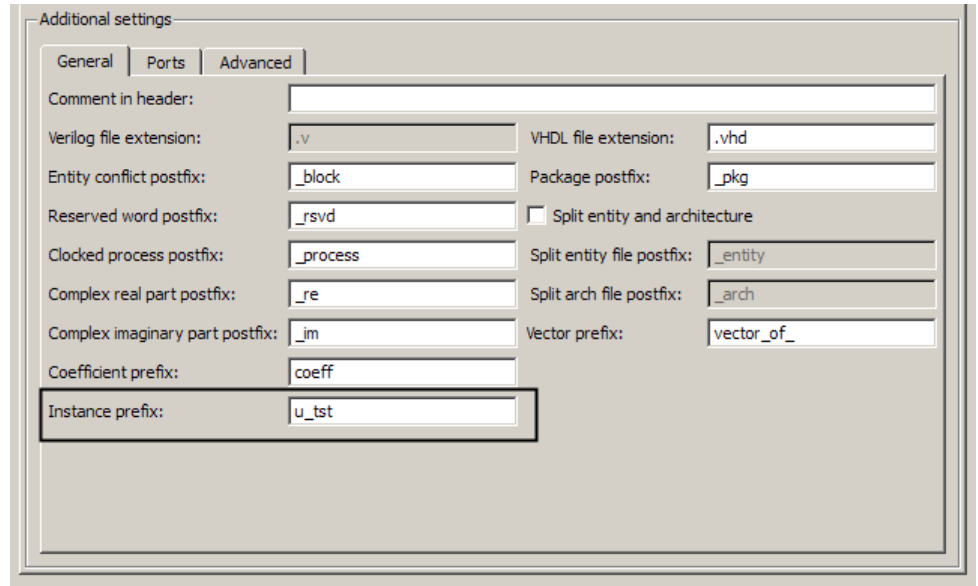 Additional settings
General Ports Advanced
Comment in header:
Verilog file extension: .v VHDL file extension: .vhd
Entity conflict postfix: _block Package postfix: _pkg
Reserved word postfix: _rsvd Split entity and architecture
Clocked process postfix: _process Split entity file postfix: _entity
Complex real part postfix: _re Split arch file postfix: _arch
Complex imaginary part postfix: _im Vector prefix: vector_of_
Coefficient prefix: coeff
Instance prefix: u_tst